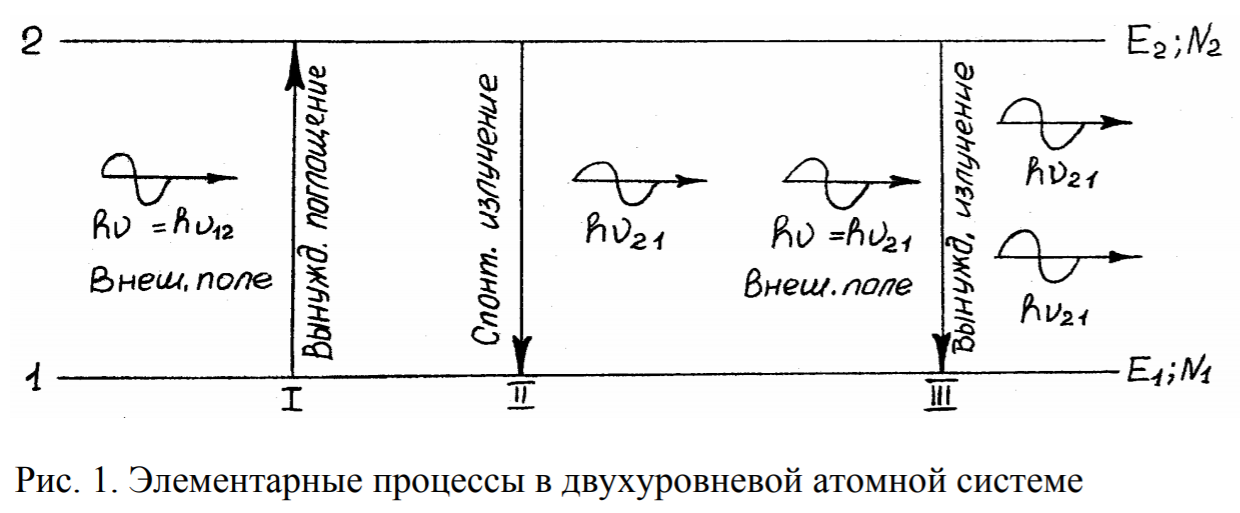 2
E₂; N₂
Вынужд. поглощение
Спонт. излучение
Вынужд. излучение
hν = hν₁₂
Внеш. поле
hν₂₁
hν = hν₂₁
Внеш. поле
hν₂₁
hν₂₁
1
E₁; N₁
I
II
III
Рис. 1. Элементарные процессы в двухуровневой атомной системе